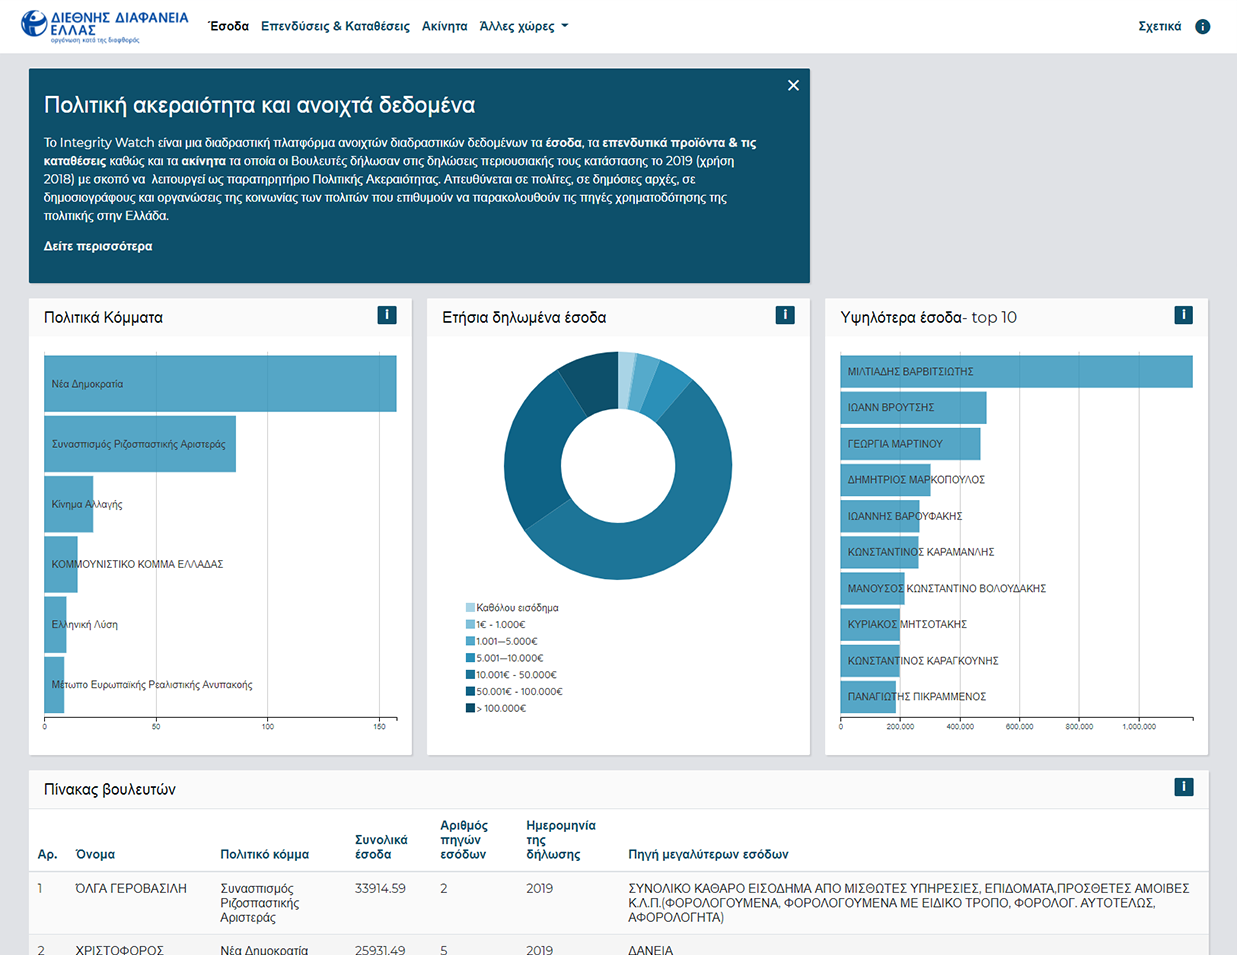 ΔΙΕΘΝΗΣ ΔΙΑΦΑΝΕΙΑ
ΕΛΛΑΣ
οργάνωση κατά της διαφθοράς
Έσοδα Επενδύσεις & Καταθέσεις Ακίνητα Άλλες χώρες
Σχετικά i
Πολιτική ακεραιότητα και ανοιχτά δεδομένα
Το Integrity Watch είναι μια διαδραστική πλατφόρμα ανοιχτών διαδραστικών δεδομένων τα έσοδα, τα επενδυτικά προϊόντα & τις
καταθέσεις καθώς και τα ακίνητα τα οποία οι Βουλευτές δήλωσαν στις δηλώσεις περιουσιακής τους κατάστασης το 2019 (χρήση
2018) με σκοπό να λειτουργεί ως παρατηρητήριο Πολιτικής Ακεραιότητας. Απευθύνεται σε πολίτες, σε δημόσιες αρχές, σε
δημοσιογράφους και οργανώσεις της κοινωνίας των πολιτών που επιθυμούν να παρακολουθούν τις πηγές χρηματοδότησης της
πολιτικής στην Ελλάδα.
Δείτε περισσότερα
Πολιτικά Κόμματα i
Νέα Δημοκρατία
Συνασπισμός Ριζοσπαστικής Αριστεράς
Κίνημα Αλλαγής
ΚΟΜΜΟΥΝΙΣΤΙΚΟ ΚΟΜΜΑ ΕΛΛΑΔΑΣ
Ελληνική Λύση
Μέτωπο Ευρωπαϊκής Ρεαλιστικής Ανυπακοής
0 50 100 150
Ετήσια δηλωμένα έσοδα i
Καθόλου εισόδημα
1€ - 1.000€
1.001—5.000€
5.001—10.000€
10.001€ - 50.000€
50.001€ - 100.000€
> 100.000€
Υψηλότερα έσοδα- top 10 i
ΜΙΛΤΙΑΔΗΣ ΒΑΡΒΙΤΣΙΩΤΗΣ
ΙΩΑΝΝ ΒΡΟΥΤΣΗΣ
ΓΕΩΡΓΙΑ ΜΑΡΤΙΝΟΥ
ΔΗΜΗΤΡΙΟΣ ΜΑΡΚΟΠΟΥΛΟΣ
ΙΩΑΝΝΗΣ ΒΑΡΟΥΦΑΚΗΣ
ΚΩΝΣΤΑΝΤΙΝΟΣ ΚΑΡΑΜΑΝΛΗΣ
ΜΑΝΟΥΣΟΣ ΚΩΝΣΤΑΝΤΙΝΟ ΒΟΛΟΥΔΑΚΗΣ
ΚΥΡΙΑΚΟΣ ΜΗΤΣΟΤΑΚΗΣ
ΚΩΝΣΤΑΝΤΙΝΟΣ ΚΑΡΑΓΚΟΥΝΗΣ
ΠΑΝΑΓΙΩΤΗΣ ΠΙΚΡΑΜΜΕΝΟΣ
0 200,000 400,000 600,000 800,000 1,000,000
Πίνακας βουλευτών i
Αρ. Όνομα Πολιτικό κόμμα Συνολικά έσοδα Αριθμός πηγών εσόδων Ημερομηνία της δήλωσης Πηγή μεγαλύτερων εσόδων
1 ΌΛΓΑ ΓΕΡΟΒΑΣΙΛΗ Συνασπισμός 33914.59 2 2019 ΣΥΝΟΛΙΚΟ ΚΑΘΑΡΟ ΕΙΣΟΔΗΜΑ ΑΠΟ ΜΙΣΘΩΤΕΣ ΥΠΗΡΕΣΙΕΣ, ΕΠΙΔΟΜΑΤΑ,ΠΡΟΣΘΕΤΕΣ ΑΜΟΙΒΕΣ
Ριζοσπαστικής Κ.Λ.Π.(ΦΟΡΟΛΟΓΟΥΜΕΝΑ, ΦΟΡΟΛΟΓΟΥΜΕΝΑ ΜΕ ΕΙΔΙΚΟ ΤΡΟΠΟ, ΦΟΡΟΛΟΓ. ΑΥΤΟΤΕΛΩΣ,
Αριστεράς ΑΦΟΡΟΛΟΓΗΤΑ)
2 ΧΡΙΣΤΟΦΟΡΟΣ Νέα Δημοκρατία 25931.49 5 2019 ΔΑΝΕΙΑ